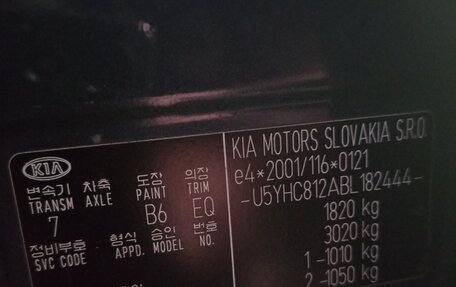 KIA
변속기 차축 도장 의장
TRANSM AXLE PAINT TRIM
7 B6 EQ
정비부호 형식 승인 번호
SVC CODE APPD. MODEL NO.
KIA MOTORS SLOVAKIA S.R.O.
e4*2001/116*0121
-U5YHC812ABL182444-
1820 kg
3020 kg
1-1010 kg
2-1050 kg